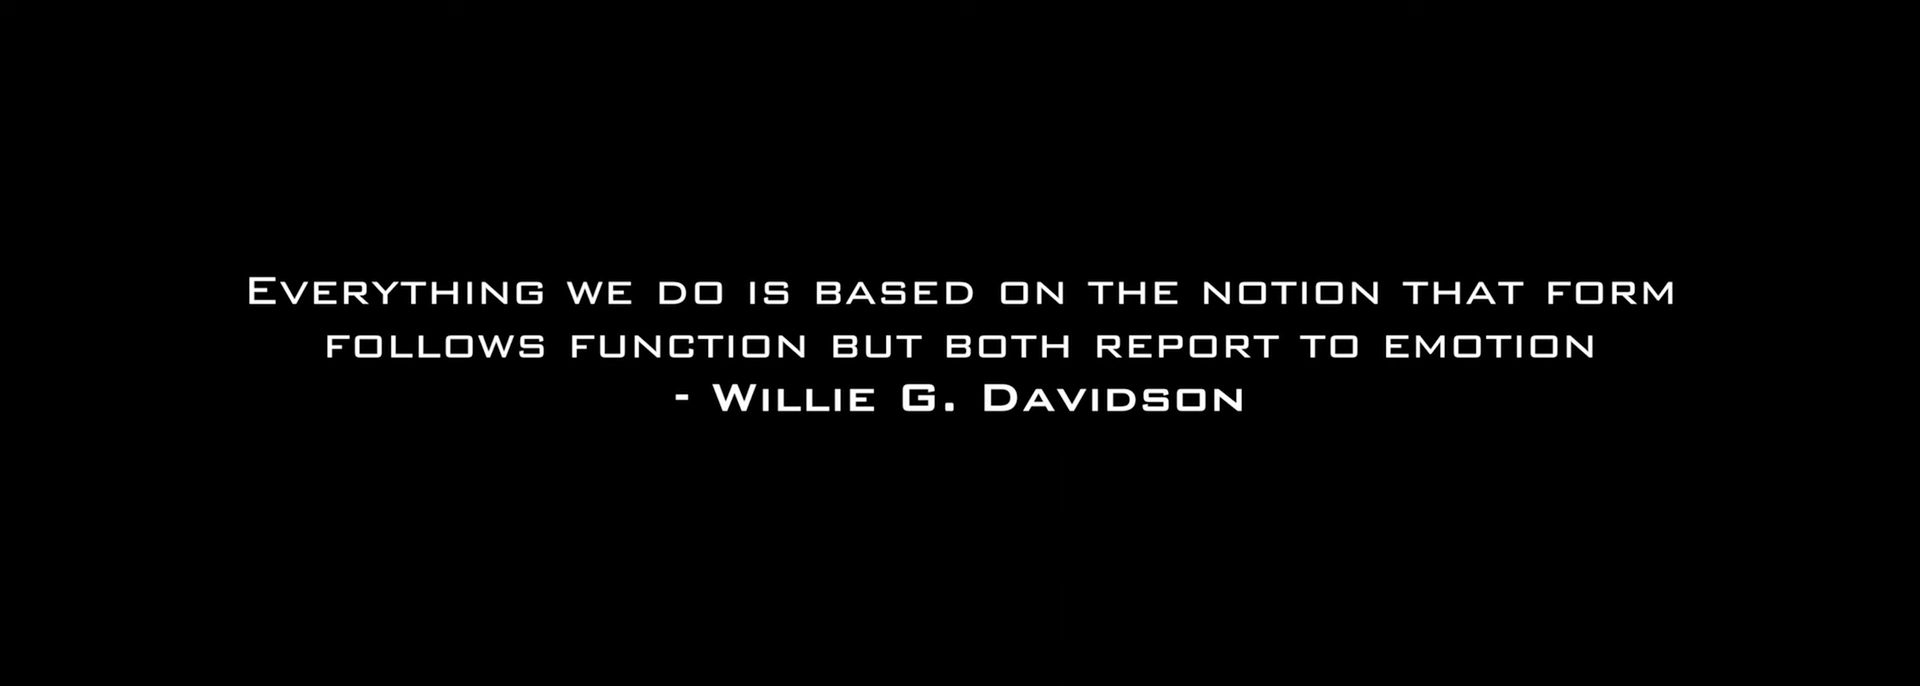 Everything we do is based on the notion that form
follows function but both report to emotion
- Willie G. Davidson